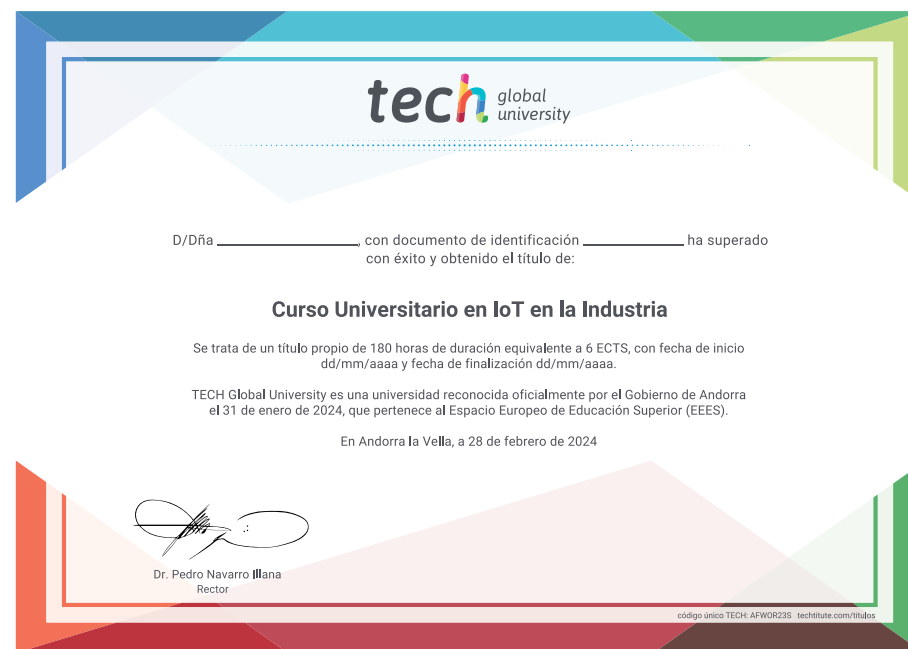 tech global university
D/Dña ____________________, con documento de identificación ______________ ha superado
con éxito y obtenido el título de:
Curso Universitario en IoT en la Industria
Se trata de un título propio de 180 horas de duración equivalente a 6 ECTS, con fecha de inicio
dd/mm/aaaa y fecha de finalización dd/mm/aaaa.
TECH Global University es una universidad reconocida oficialmente por el Gobierno de Andorra
el 31 de enero de 2024, que pertenece al Espacio Europeo de Educación Superior (EEES).
En Andorra la Vella, a 28 de febrero de 2024
Dr. Pedro Navarro Illana
Rector
código único TECH: AFWOR23S techtitute.com/titulos